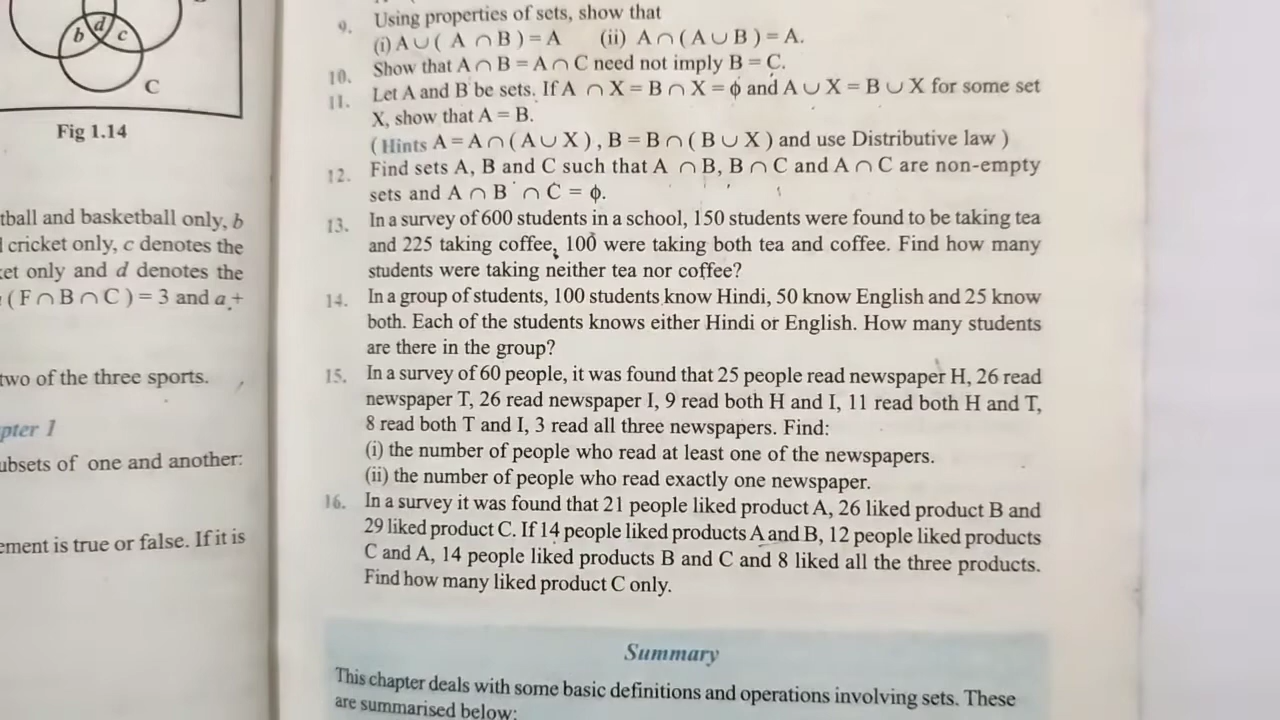 b d c
C
Fig 1.14
tball and basketball only, b
cricket only, c denotes the
ket only and d denotes the
(F ∩ B ∩ C) = 3 and a +
two of the three sports.
pter 1
ubsets of one and another:
ement is true or false. If it is
9. Using properties of sets, show that
(i) A ∪ ( A ∩ B ) = A (ii) A ∩ ( A ∪ B ) = A.
10. Show that A ∩ B = A ∩ C need not imply B = C.
11. Let A and B be sets. If A ∩ X = B ∩ X = ϕ and A ∪ X = B ∪ X for some set
X, show that A = B.
( Hints A = A ∩ ( A ∪ X ) , B = B ∩ ( B ∪ X ) and use Distributive law )
12. Find sets A, B and C such that A ∩ B, B ∩ C and A ∩ C are non-empty
sets and A ∩ B ∩ C = ϕ.
13. In a survey of 600 students in a school, 150 students were found to be taking tea
and 225 taking coffee, 100 were taking both tea and coffee. Find how many
students were taking neither tea nor coffee?
14. In a group of students, 100 students know Hindi, 50 know English and 25 know
both. Each of the students knows either Hindi or English. How many students
are there in the group?
15. In a survey of 60 people, it was found that 25 people read newspaper H, 26 read
newspaper T, 26 read newspaper I, 9 read both H and I, 11 read both H and T,
8 read both T and I, 3 read all three newspapers. Find:
(i) the number of people who read at least one of the newspapers.
(ii) the number of people who read exactly one newspaper.
16. In a survey it was found that 21 people liked product A, 26 liked product B and
29 liked product C. If 14 people liked products A and B, 12 people liked products
C and A, 14 people liked products B and C and 8 liked all the three products.
Find how many liked product C only.
Summary
This chapter deals with some basic definitions and operations involving sets. These
are summarised below: